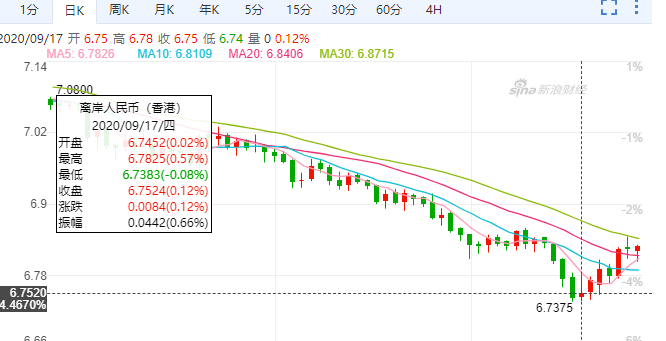 1分 日K 周K 月K 年K 5分 15分 30分 60分 4H
2020/09/17 开 6.75 高 6.78 收 6.75 低 6.74 量 0 0.12%
MA5: 6.7826 MA10: 6.8109 MA20: 6.8406 MA30: 6.8715
7.14 1%
7.0800
sina 新浪财经
离岸人民币（香港）
2020/09/17/四
7.02 -1%
开盘 6.7452(0.02%)
最高 6.7825(0.57%)
最低 6.7383(-0.08%)
收盘 6.7524(0.12%)
涨跌 0.0084(0.12%)
振幅 0.0442(0.66%)
6.9 -2%
6.78 -4%
6.7520
4.4670%
6.7375
6.66 6%